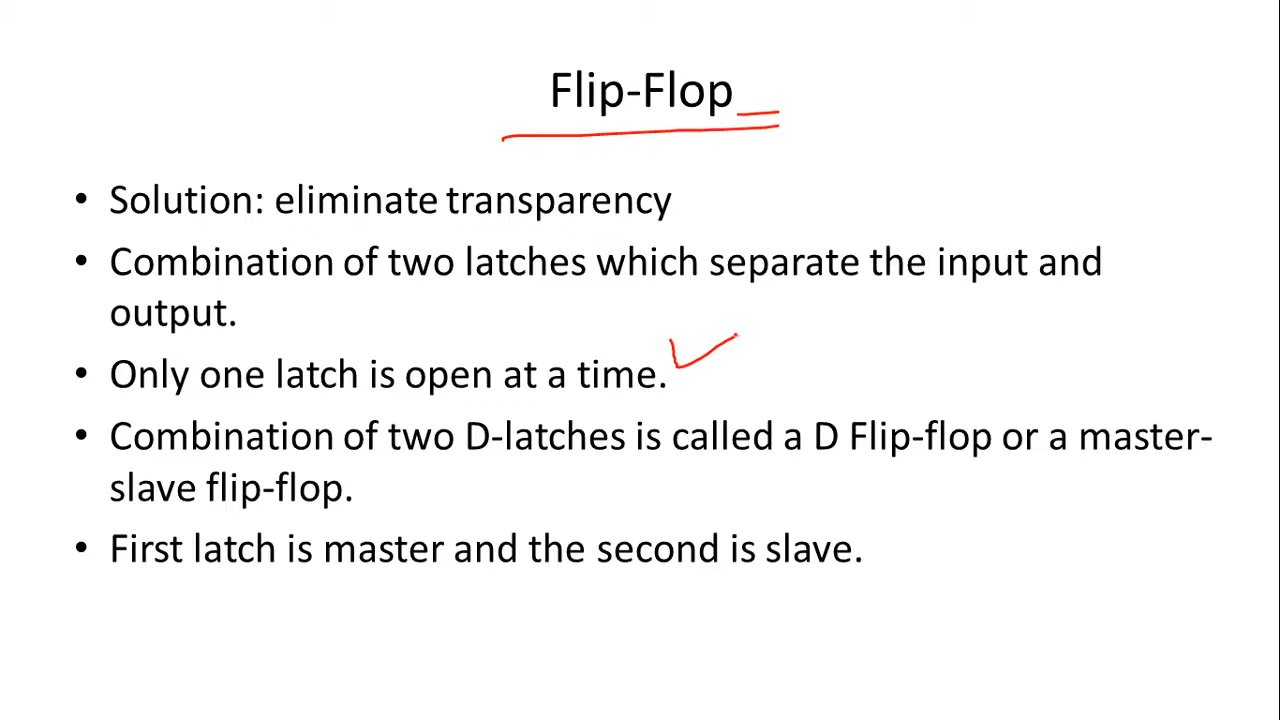 Flip-Flop
• Solution: eliminate transparency
• Combination of two latches which separate the input and
output.
• Only one latch is open at a time.
• Combination of two D-latches is called a D Flip-flop or a master-
slave flip-flop.
• First latch is master and the second is slave.